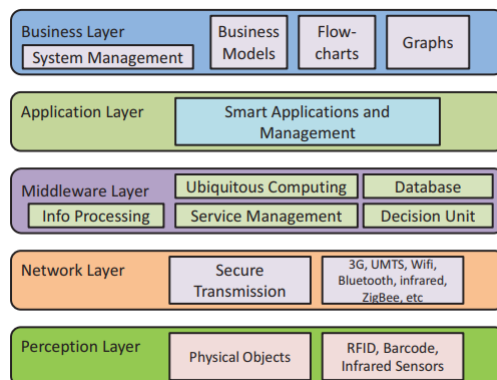 Business Layer
System Management
Business
Models
Flow-
charts
Graphs
Application Layer
Smart Applications and
Management
Middleware Layer
Ubiquitous Computing
Database
Info Processing
Service Management
Decision Unit
Network Layer
Secure
Transmission
3G, UMTS, Wifi,
Bluetooth, infrared,
ZigBee, etc
Perception Layer
Physical Objects
RFID, Barcode,
Infrared Sensors